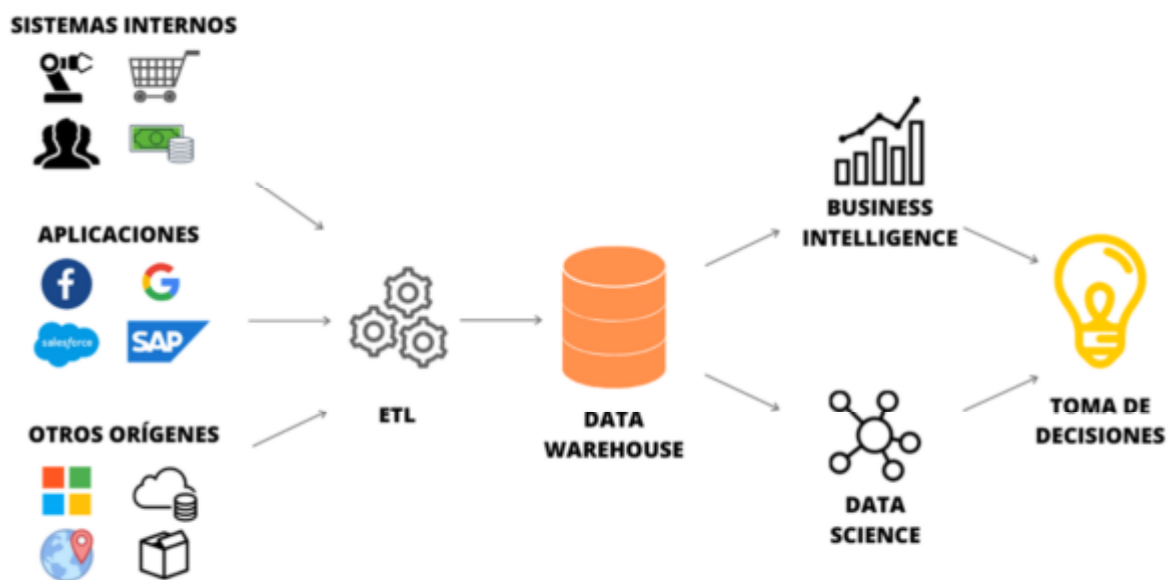 SISTEMAS INTERNOS
APLICACIONES
f
G
salesforce
SAP
OTROS ORÍGENES
ETL
DATA
WAREHOUSE
BUSINESS
INTELLIGENCE
DATA
SCIENCE
TOMA DE
DECISIONES